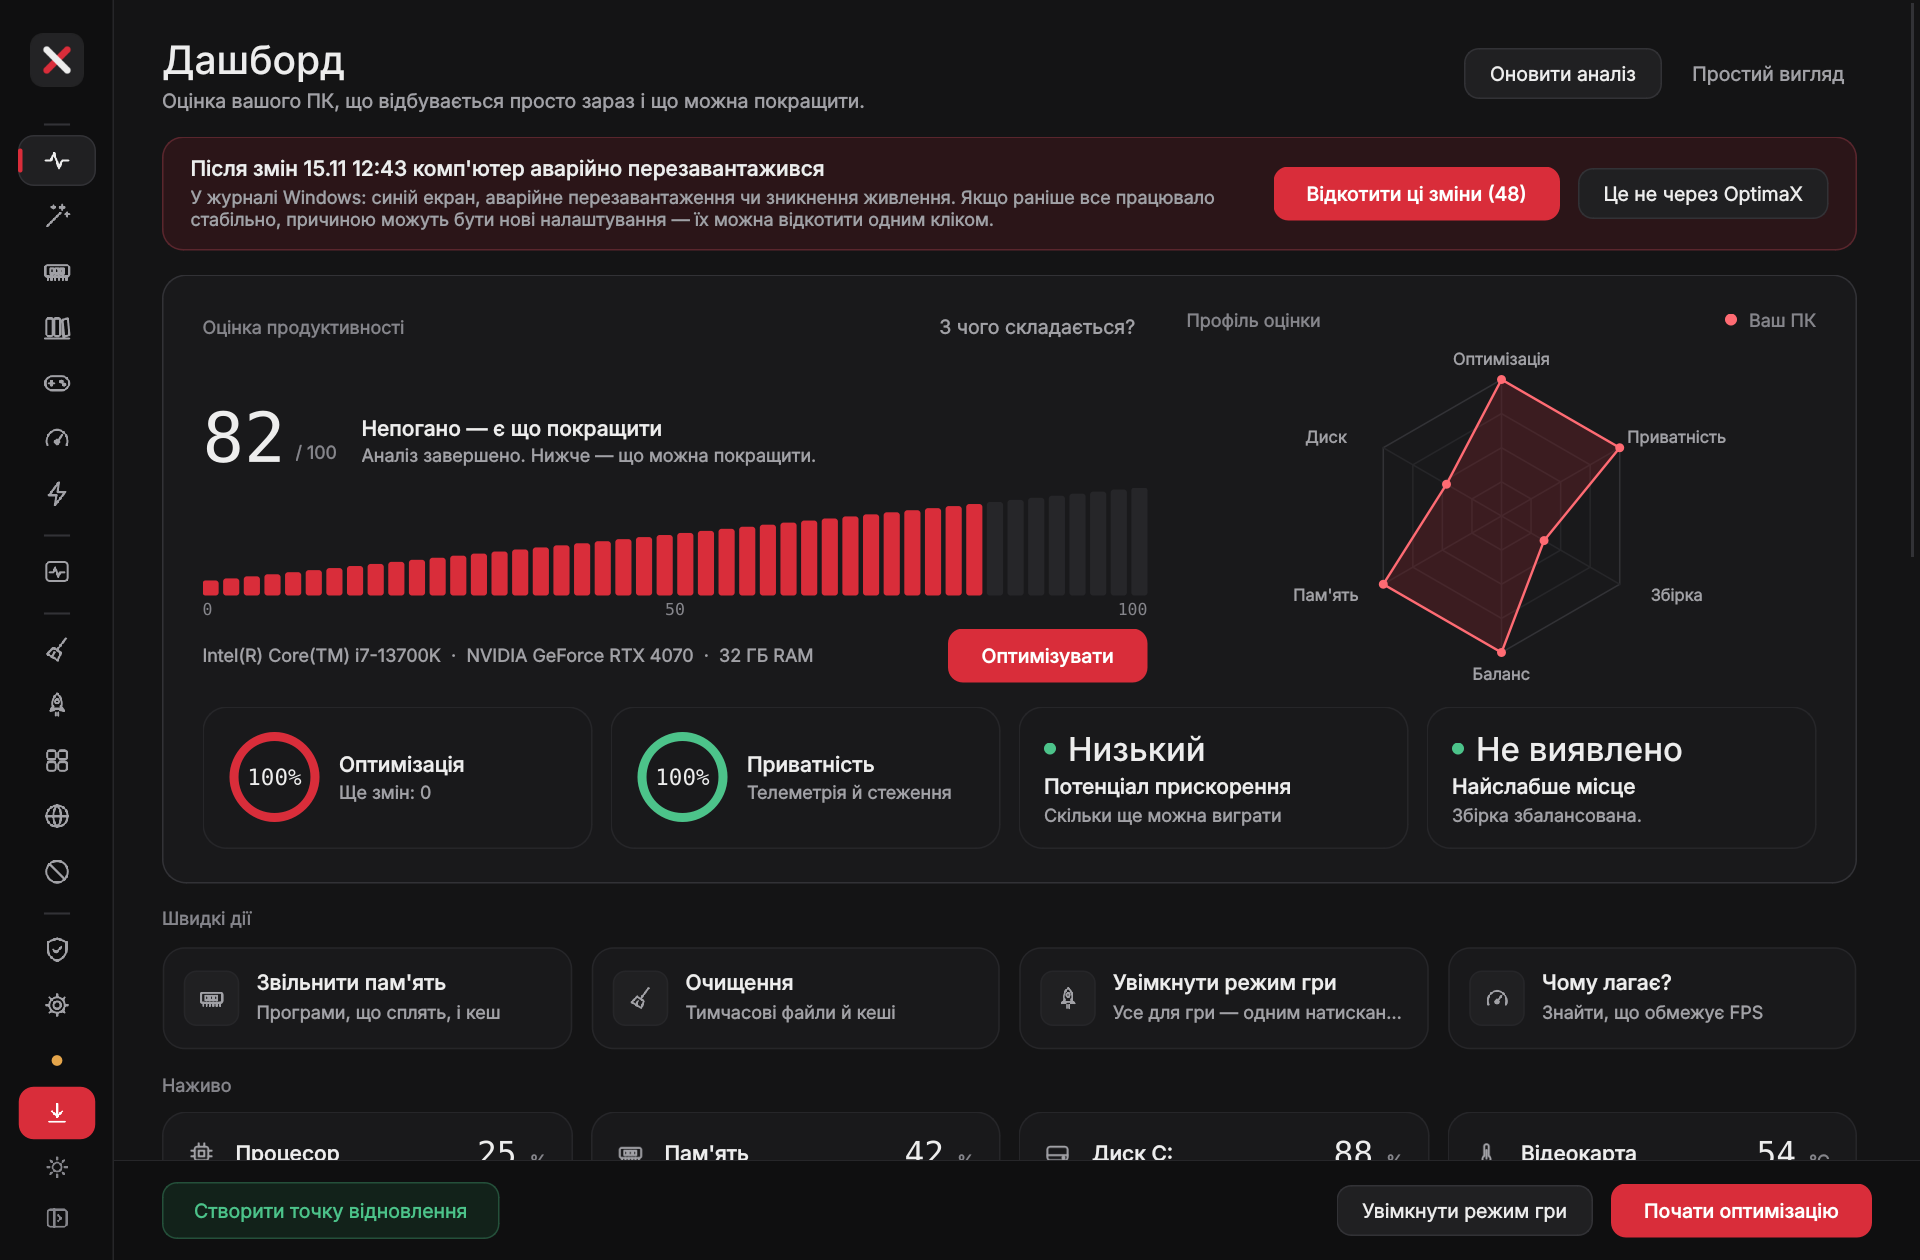 Дашборд
Оцінка вашого ПК, що відбувається просто зараз і що можна покращити.
Оновити аналіз
Простий вигляд
Після змін 15.11 12:43 комп'ютер аварійно перезавантажився
У журналі Windows: синій екран, аварійне перезавантаження чи зникнення живлення. Якщо раніше все працювало
стабільно, причиною можуть бути нові налаштування — їх можна відкотити одним кліком.
Відкотити ці зміни (48)
Це не через OptimaX
Оцінка продуктивності
З чого складається?
82 / 100
Непогано — є що покращити
Аналіз завершено. Нижче — що можна покращити.
0 50 100
Intel(R) Core(TM) i7-13700K · NVIDIA GeForce RTX 4070 · 32 ГБ RAM
Оптимізувати
Профіль оцінки
Ваш ПК
Оптимізація
Диск
Приватність
Пам'ять
Збірка
Баланс
100%
Оптимізація
Ще змін: 0
100%
Приватність
Телеметрія й стеження
Низький
Потенціал прискорення
Скільки ще можна виграти
Не виявлено
Найслабше місце
Збірка збалансована.
Швидкі дії
Звільнити пам'ять
Програми, що сплять, і кеш
Очищення
Тимчасові файли й кеші
Увімкнути режим гри
Усе для гри — одним натискан...
Чому лагає?
Знайти, що обмежує FPS
Наживо
Процесор 25 %
Пам'ять 42 %
Диск C: 88 %
Відеокарта 54 °C
Створити точку відновлення
Увімкнути режим гри
Почати оптимізацію